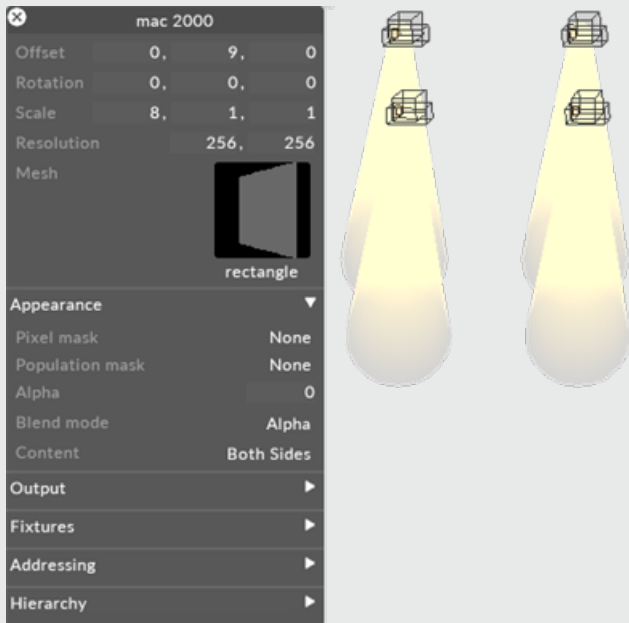 mac 2000
Offset 0, 9, 0
Rotation 0, 0, 0
Scale 8, 1, 1
Resolution 256, 256
Mesh
rectangle
Appearance
Pixel mask None
Population mask None
Alpha 0
Blend mode Alpha
Content Both Sides
Output
Fixtures
Addressing
Hierarchy